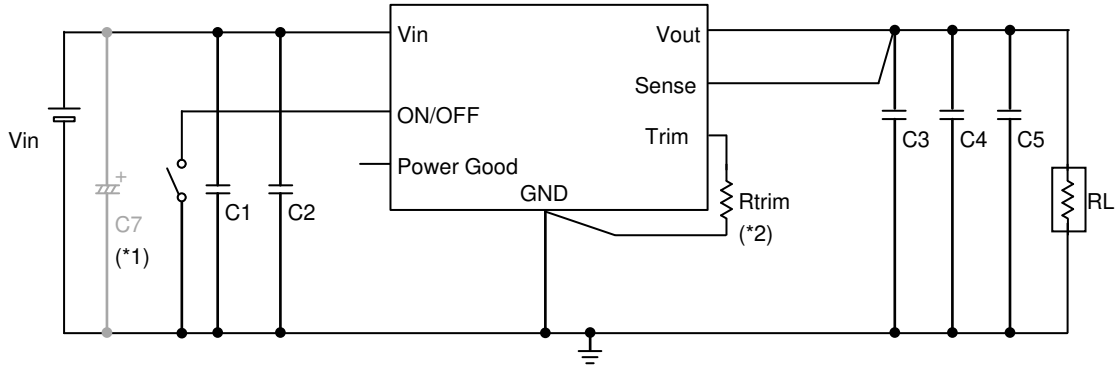 Vin
Vout
Sense
ON/OFF
Trim
Power Good
GND
Vin
+
C7
(*1)
C1
C2
Rtrim
(*2)
C3
C4
C5
RL